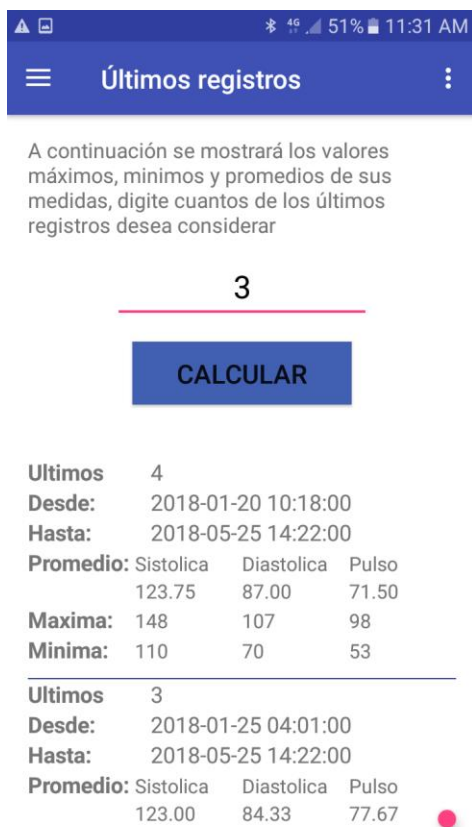 4G 51% 11:31 AM
Últimos registros
A continuación se mostrará los valores
máximos, minimos y promedios de sus
medidas, digite cuantos de los últimos
registros desea considerar
3
CALCULAR
Ultimos 4
Desde: 2018-01-20 10:18:00
Hasta: 2018-05-25 14:22:00
Promedio: Sistolica Diastolica Pulso
123.75 87.00 71.50
Maxima: 148 107 98
Minima: 110 70 53
Ultimos 3
Desde: 2018-01-25 04:01:00
Hasta: 2018-05-25 14:22:00
Promedio: Sistolica Diastolica Pulso
123.00 84.33 77.67